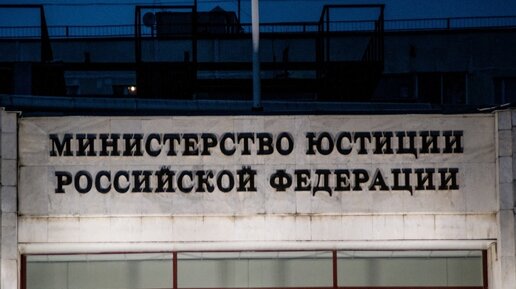 МИНИСТЕРСТВО ЮСТИЦИИ
РОССИЙСКОЙ ФЕДЕРАЦИИ